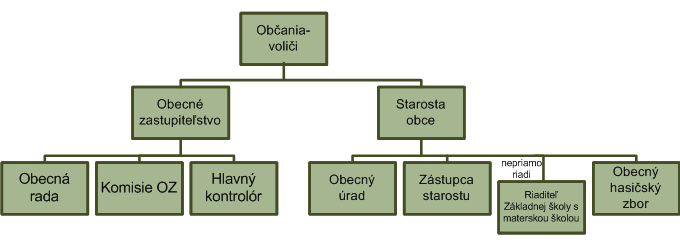 Občania-
voliči
Obecné
zastupiteľstvo
Starosta
obce
Obecná
rada
Komisie OZ
Hlavný
kontrolór
Obecný
úrad
Zástupca
starostu
nepriamo
riadi
Riaditeľ
Základnej školy s
materskou školou
Obecný
hasičský
zbor